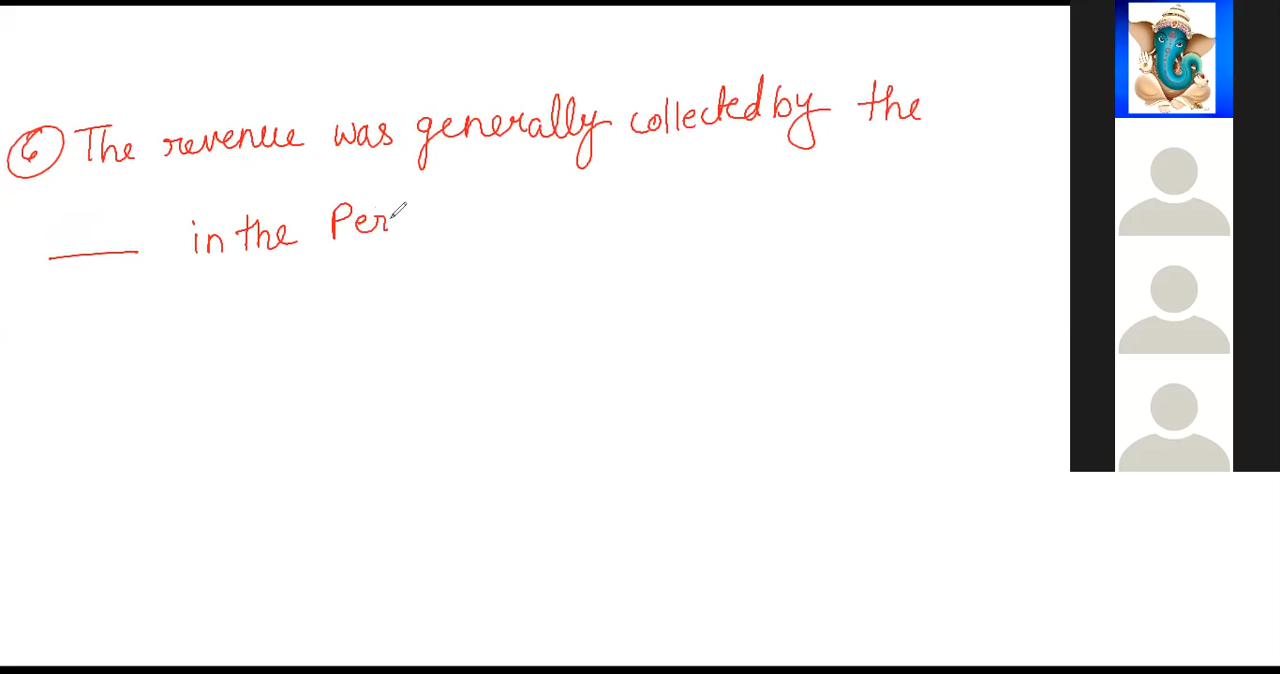 6 The revenue was generally collected by the
____ in the Per